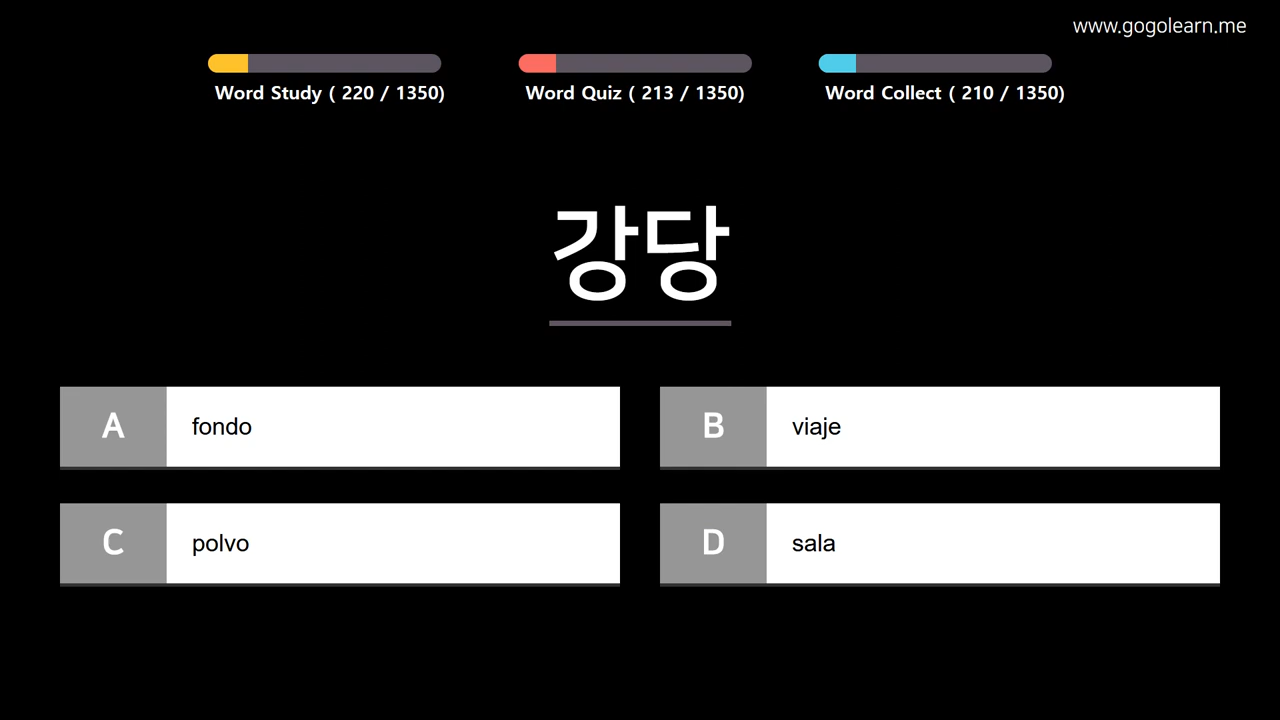 www.gogolearn.me
Word Study ( 220 / 1350)
Word Quiz ( 213 / 1350)
Word Collect ( 210 / 1350)
강당
A fondo
B viaje
C polvo
D sala